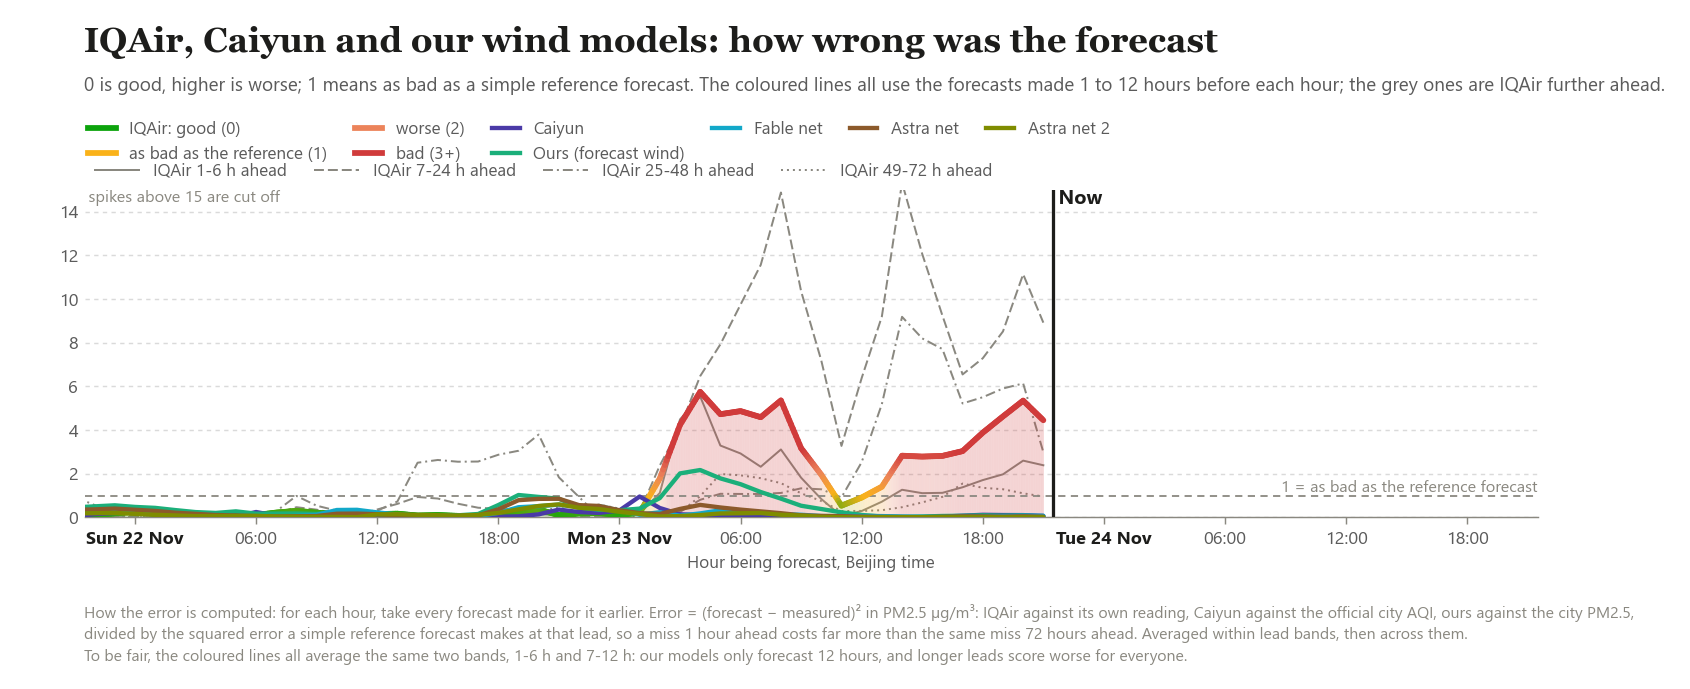 IQAir, Caiyun and our wind models: how wrong was the forecast
0 is good, higher is worse; 1 means as bad as a simple reference forecast. The coloured lines all use the forecasts made 1 to 12 hours before each hour; the grey ones are IQAir further ahead.
IQAir: good (0) worse (2) Caiyun Fable net Astra net Astra net 2
as bad as the reference (1) bad (3+) Ours (forecast wind)
IQAir 1-6 h ahead IQAir 7-24 h ahead IQAir 25-48 h ahead IQAir 49-72 h ahead
spikes above 15 are cut off
Now
14
12
10
8
6
4
2
0
1 = as bad as the reference forecast
Sun 22 Nov 06:00 12:00 18:00 Mon 23 Nov 06:00 12:00 18:00 Tue 24 Nov 06:00 12:00 18:00
Hour being forecast, Beijing time
How the error is computed: for each hour, take every forecast made for it earlier. Error = (forecast − measured)² in PM2.5 µg/m³: IQAir against its own reading, Caiyun against the official city AQI, ours against the city PM2.5,
divided by the squared error a simple reference forecast makes at that lead, so a miss 1 hour ahead costs far more than the same miss 72 hours ahead. Averaged within lead bands, then across them.
To be fair, the coloured lines all average the same two bands, 1-6 h and 7-12 h: our models only forecast 12 hours, and longer leads score worse for everyone.